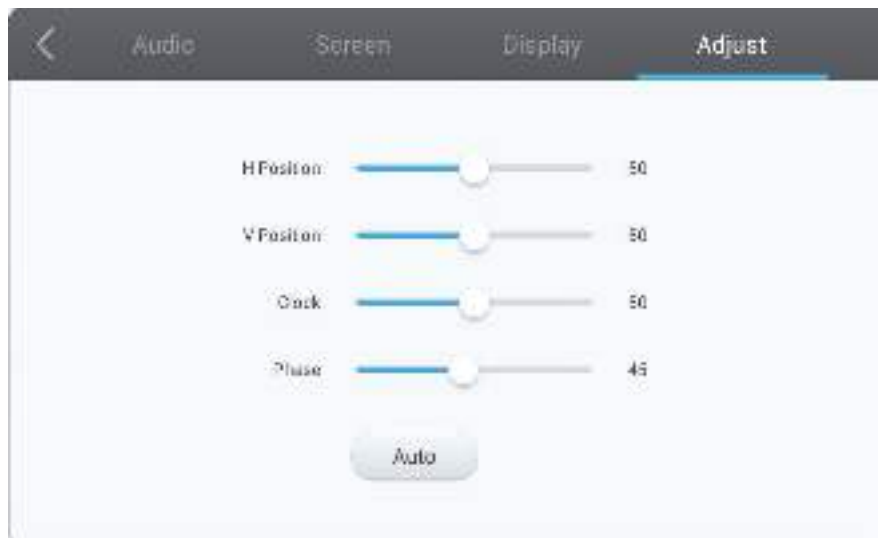 Audio Screen Display Adjust
H Position 50
V Position 50
Clock 50
Phase 45
Auto